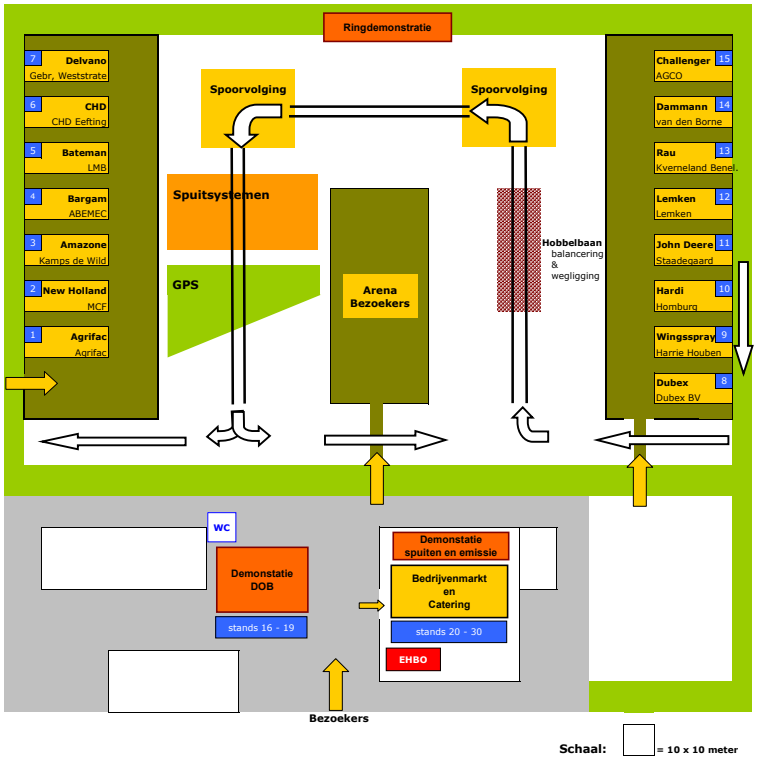 Ringdemonstratie
7 Delvano
Gebr, Weststrate
6 CHD
CHD Eefting
5 Bateman
LMB
4 Bargam
ABEMEC
3 Amazone
Kamps de Wild
2 New Holland
MCF
1 Agrifac
Agrifac
Spoorvolging
Spoorvolging
Spuitsystemen
GPS
Arena
Bezoekers
Hobbelbaan
balancering
&
wegligging
Challenger 15
AGCO
Dammann 14
van den Borne
Rau 13
Kverneland Benel.
Lemken 12
Lemken
John Deere 11
Staadegaard
Hardi 10
Homburg
Wingsspray 9
Harrie Houben
Dubex 8
Dubex BV
WC
Demonstatie
DOB
stands 16 - 19
Demonstatie
spuiten en emissie
Bedrijvenmarkt
en
Catering
stands 20 - 30
EHBO
Bezoekers
Schaal: = 10 x 10 meter